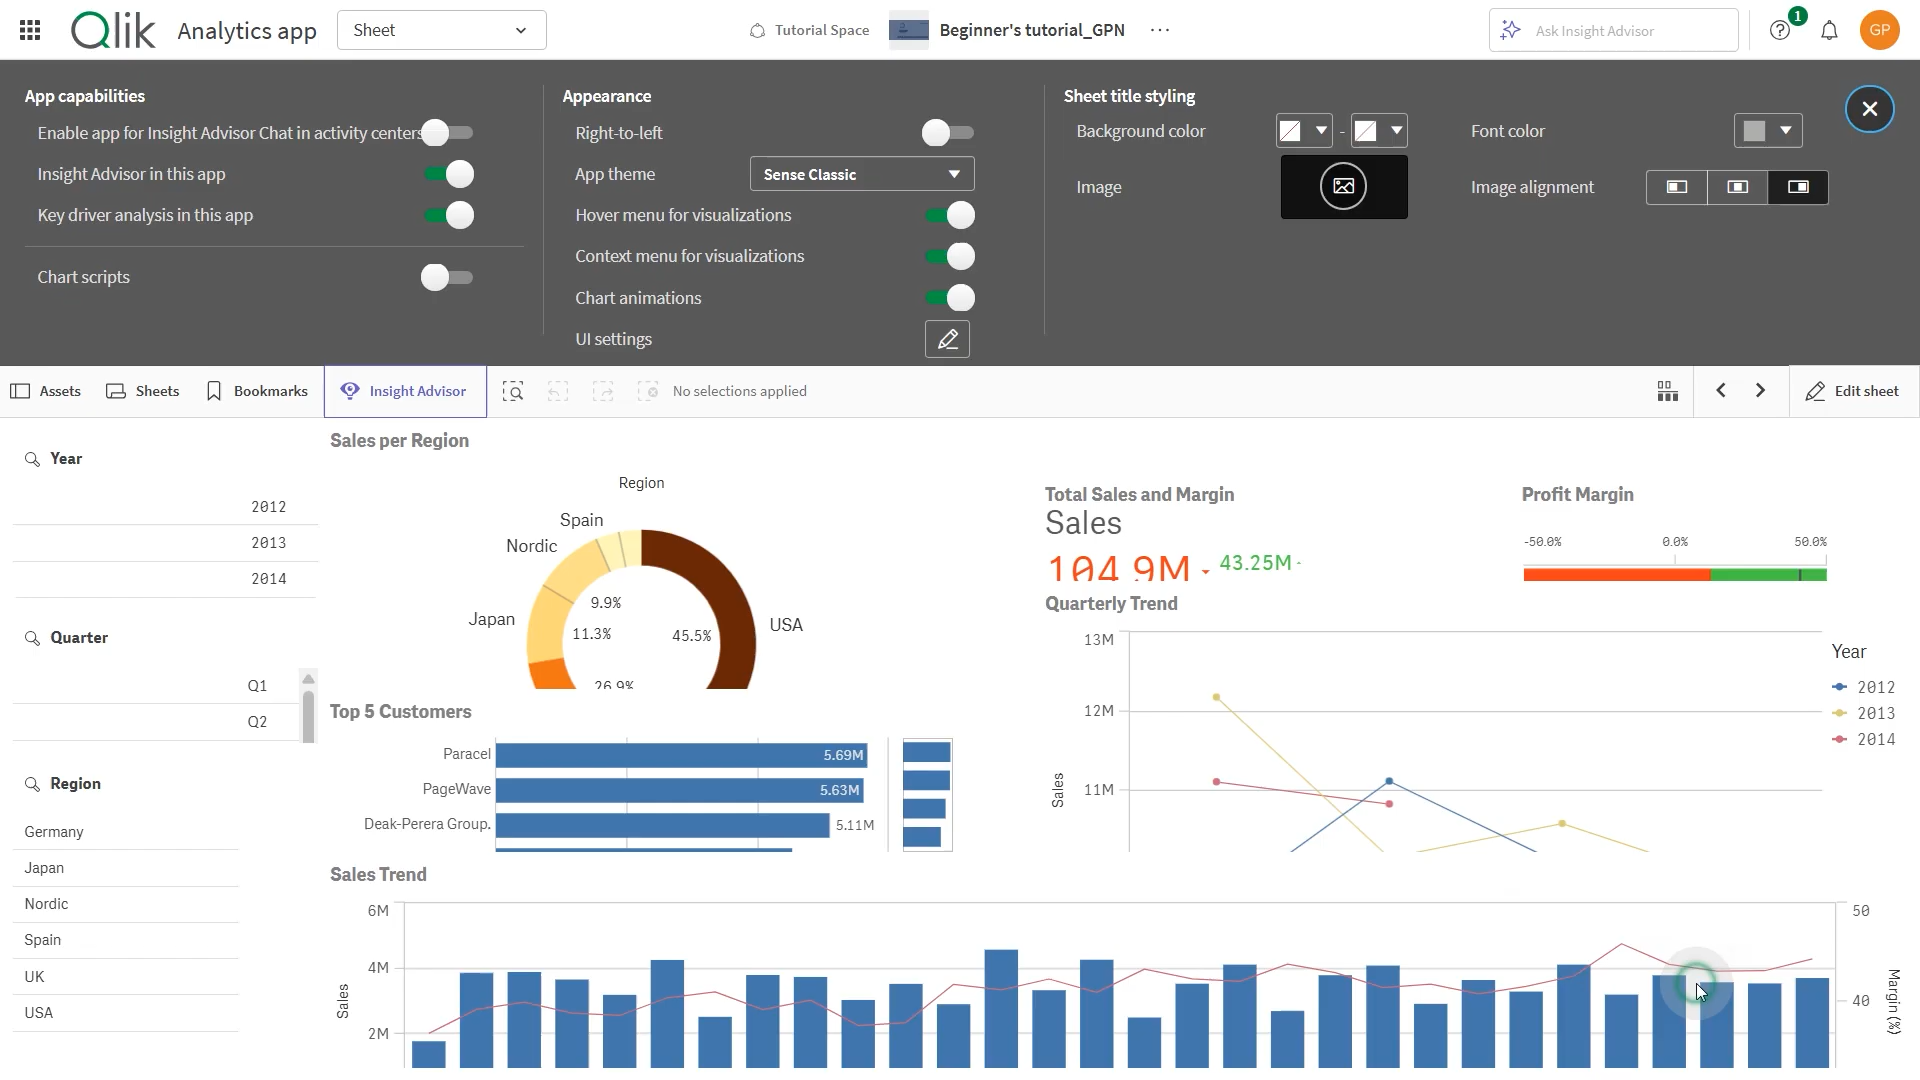 Qlik Analytics app Sheet Tutorial Space Beginner's tutorial_GPN ... Ask Insight Advisor 1 GP
App capabilities
Enable app for Insight Advisor Chat in activity centers
Insight Advisor in this app
Key driver analysis in this app
Chart scripts
Appearance
Right-to-left
App theme Sense Classic
Hover menu for visualizations
Context menu for visualizations
Chart animations
UI settings
Sheet title styling
Background color - Font color
Image Image alignment
Assets Sheets Bookmarks Insight Advisor No selections applied Edit sheet
Year
2012
2013
2014
Quarter
Q1
Q2
Region
Germany
Japan
Nordic
Spain
UK
USA
Sales per Region
Region
Spain
Nordic
Japan
USA
9.9%
11.3%
45.5%
26.9%
Total Sales and Margin
Sales
104.9M 43.25M
Profit Margin
-50.0% 0.0% 50.0%
Top 5 Customers
Paracel 5.69M
PageWave 5.63M
Deak-Perera Group. 5.11M
Quarterly Trend
13M
12M
11M
Sales
Year
2012
2013
2014
Sales Trend
6M
4M
2M
Sales
50
40
Margin (%)